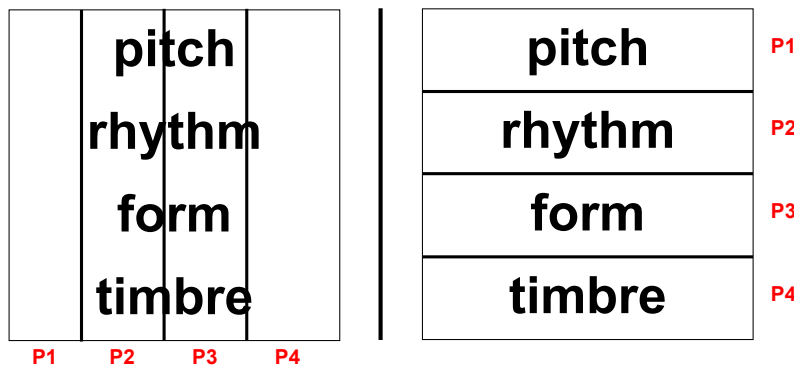 pitch
rhythm
form
timbre
P1 P2 P3 P4
pitch P1
rhythm P2
form P3
timbre P4